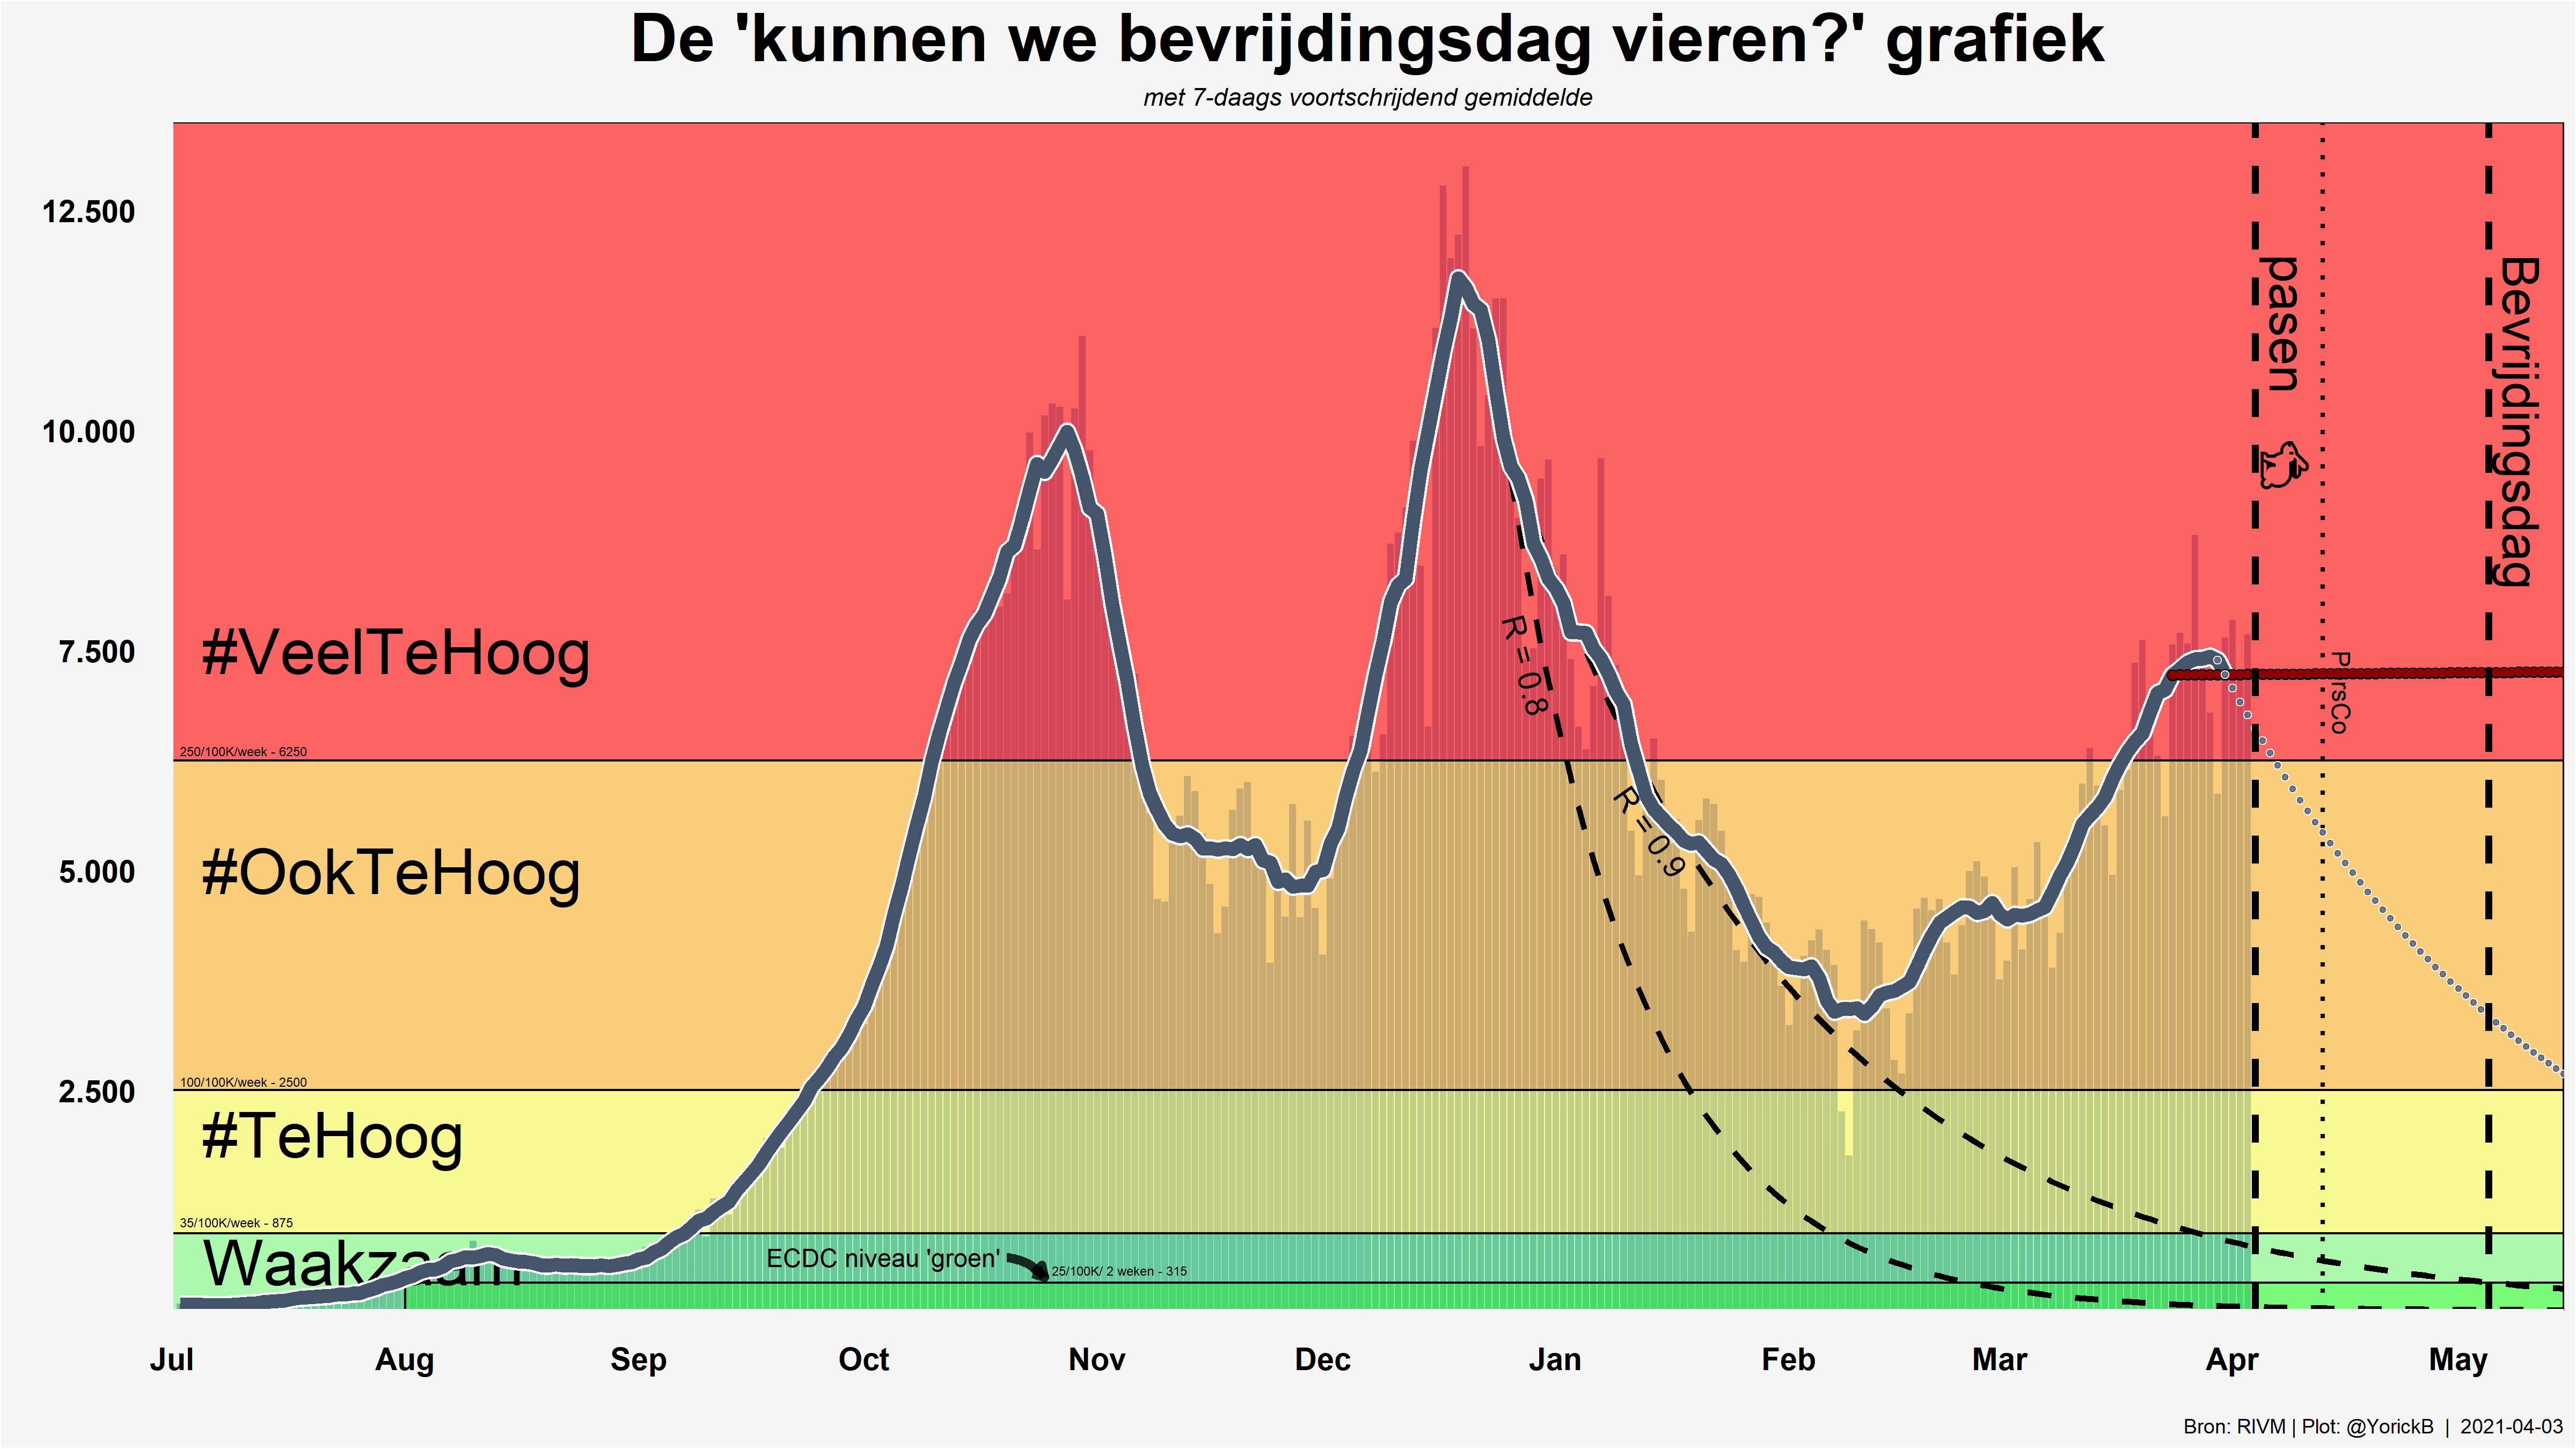 De 'kunnen we bevrijdingsdag vieren?' grafiek
met 7-daags voortschrijdend gemiddelde
12.500
10.000
7.500
5.000
2.500
#VeelTeHoog
250/100K/week - 6250
#OokTeHoog
100/100K/week - 2500
#TeHoog
35/100K/week - 875
Waakzaam
ECDC niveau 'groen'
25/100K/ 2 weken - 315
R = 0.8
R = 0.9
pasen
PersCo
Bevrijdingsdag
Jul
Aug
Sep
Oct
Nov
Dec
Jan
Feb
Mar
Apr
May
Bron: RIVM | Plot: @YorickB | 2021-04-03